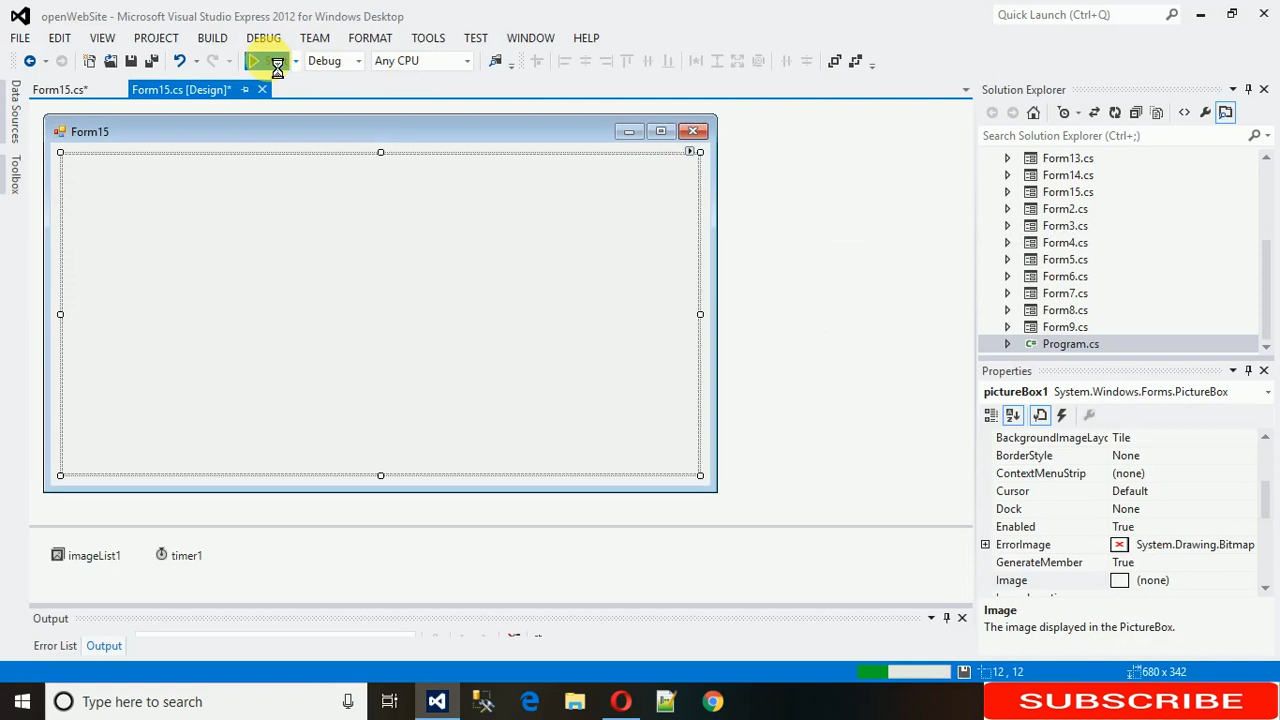 openWebSite - Microsoft Visual Studio Express 2012 for Windows Desktop
Quick Launch (Ctrl+Q)
FILE EDIT VIEW PROJECT BUILD DEBUG TEAM FORMAT TOOLS TEST WINDOW HELP
Debug
Any CPU
Form15.cs*
Form15.cs [Design]*
Data Sources
Toolbox
Form15
imageList1
timer1
Output
Error List
Output
Solution Explorer
Search Solution Explorer (Ctrl+;)
Form13.cs
Form14.cs
Form15.cs
Form2.cs
Form3.cs
Form4.cs
Form5.cs
Form6.cs
Form7.cs
Form8.cs
Form9.cs
Program.cs
Properties
pictureBox1 System.Windows.Forms.PictureBox
BackgroundImageLayc Tile
BorderStyle None
ContextMenuStrip (none)
Cursor Default
Dock None
Enabled True
ErrorImage System.Drawing.Bitmap
GenerateMember True
Image (none)
Image
The image displayed in the PictureBox.
12 , 12
680 x 342
Type here to search
SUBSCRIBE